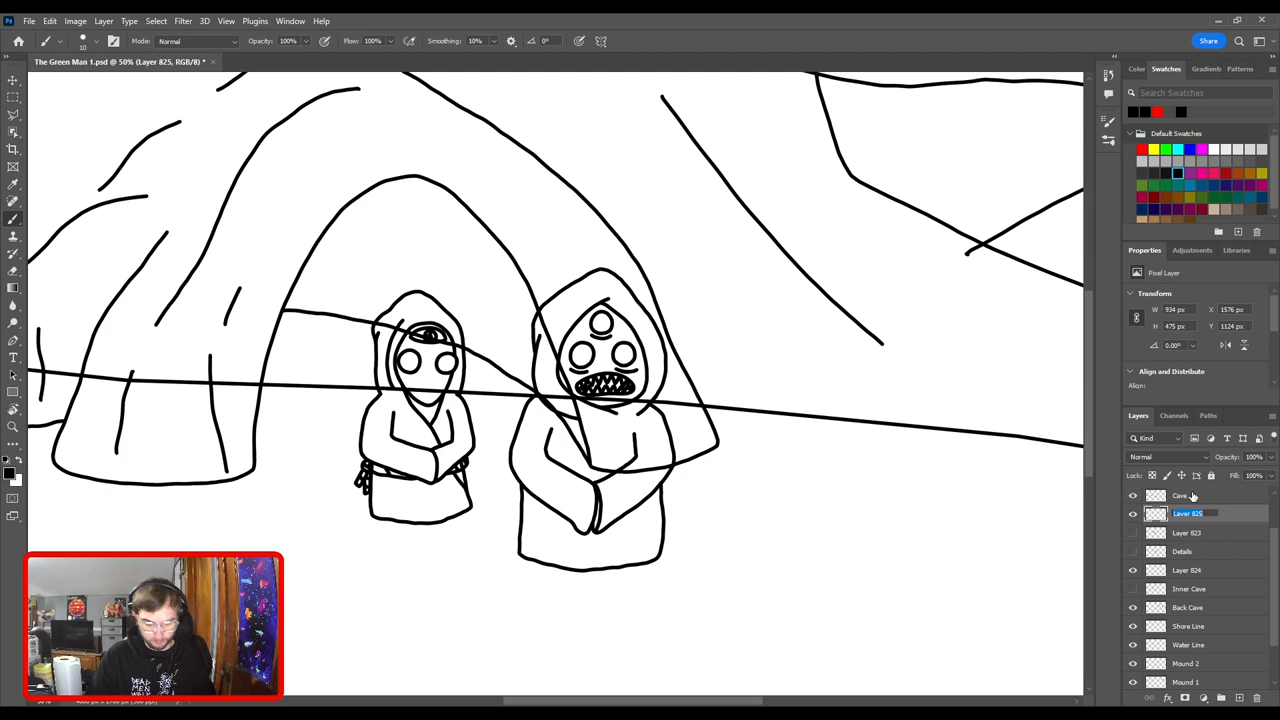 File Edit Image Layer Type Select Filter 3D View Plugins Window Help
10 Mode: Normal Opacity: 100% Flow: 100% Smoothing: 10% 0° Share
The Green Man 1.psd @ 50% (Layer 825, RGB/8) *
Color Swatches Gradients Patterns
Search Swatches
Default Swatches
Properties Adjustments Libraries
Pixel Layer
Transform
W 934 px X 1576 px
H 475 px Y 1124 px
0.00°
Align and Distribute
Align:
Layers Channels Paths
Kind
Normal Opacity: 100%
Lock: Fill: 100%
Cave
Layer 825
Layer 823
Details
Layer 824
Inner Cave
Back Cave
Shore Line
Water Line
Mound 2
Mound 1
DEAD
MEN